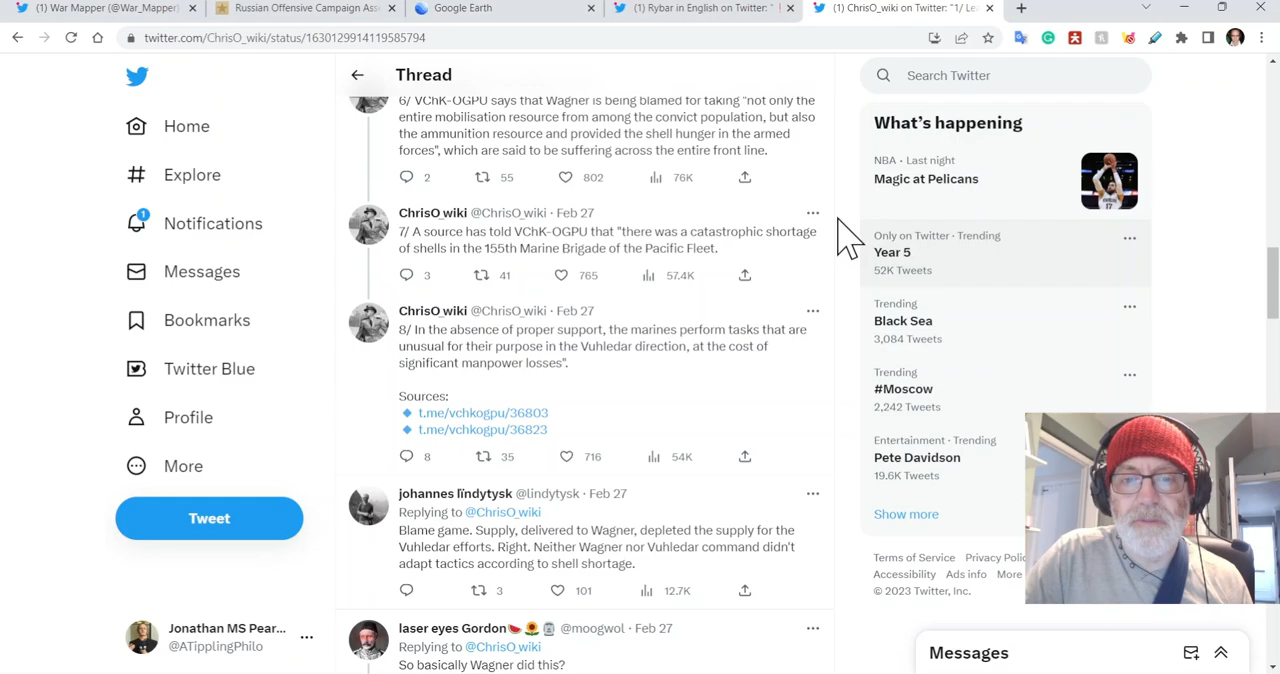 (1) War Mapper (@War_Mapper)
Russian Offensive Campaign Ass
Google Earth
(1) Rybar in English on Twitter: "
(1) ChrisO_wiki on Twitter: "1/ Le
twitter.com/ChrisO_wiki/status/1630129914119585794
Home
Explore
1
Notifications
Messages
Bookmarks
Twitter Blue
Profile
More
Tweet
Jonathan MS Pear...
@ATipplingPhilo
Thread
6/ VChK-OGPU says that Wagner is being blamed for taking "not only the
entire mobilisation resource from among the convict population, but also
the ammunition resource and provided the shell hunger in the armed
forces", which are said to be suffering across the entire front line.
2 55 802 76K
ChrisO_wiki @ChrisO_wiki · Feb 27
7/ A source has told VChK-OGPU that "there was a catastrophic shortage
of shells in the 155th Marine Brigade of the Pacific Fleet.
3 41 765 57.4K
ChrisO_wiki @ChrisO_wiki · Feb 27
8/ In the absence of proper support, the marines perform tasks that are
unusual for their purpose in the Vuhledar direction, at the cost of
significant manpower losses".
Sources:
t.me/vchkogpu/36803
t.me/vchkogpu/36823
8 35 716 54K
johannes lïndytysk @lindytysk · Feb 27
Replying to @ChrisO_wiki
Blame game. Supply, delivered to Wagner, depleted the supply for the
Vuhledar efforts. Right. Neither Wagner nor Vuhledar command didn't
adapt tactics according to shell shortage.
3 101 12.7K
laser eyes Gordon @moogwol · Feb 27
Replying to @ChrisO_wiki
So basically Wagner did this?
Search Twitter
What's happening
NBA · Last night
Magic at Pelicans
Only on Twitter · Trending
Year 5
52K Tweets
Trending
Black Sea
3,084 Tweets
Trending
#Moscow
2,242 Tweets
Entertainment · Trending
Pete Davidson
19.6K Tweets
Show more
Terms of Service Privacy Polic
Accessibility Ads info More
© 2023 Twitter, Inc.
Messages